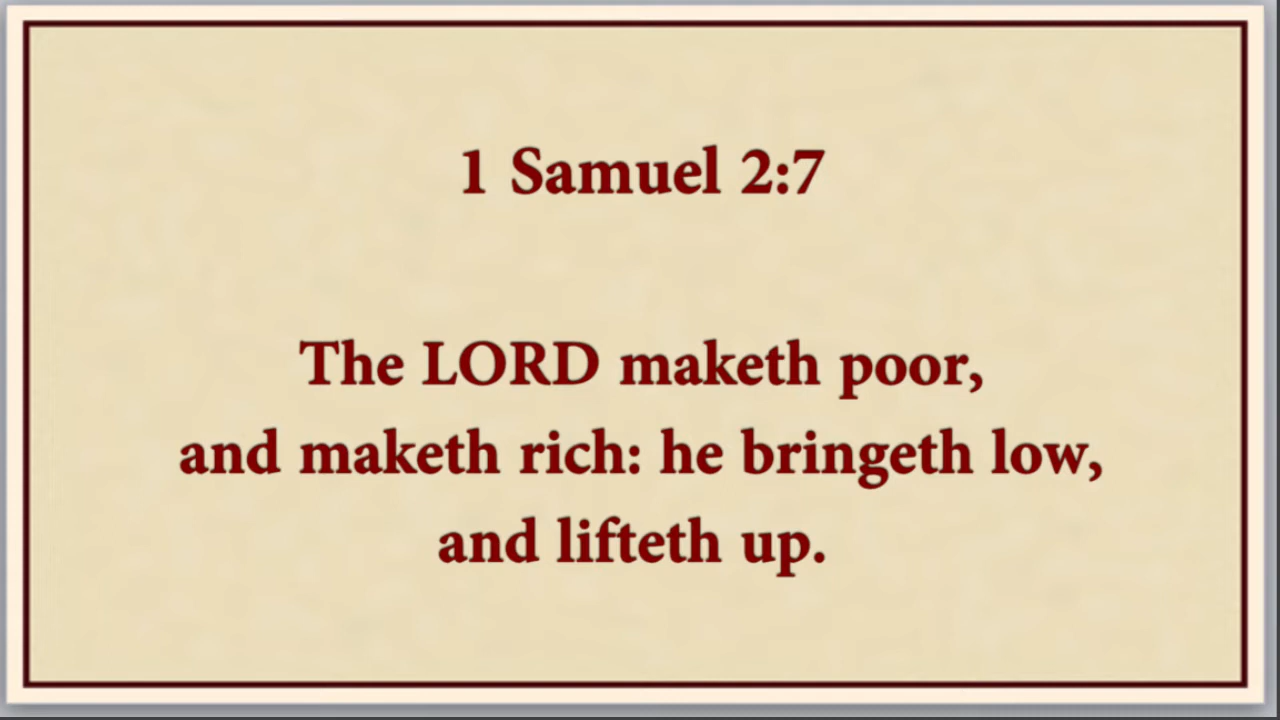 1 Samuel 2:7
The LORD maketh poor,
and maketh rich: he bringeth low,
and lifteth up.